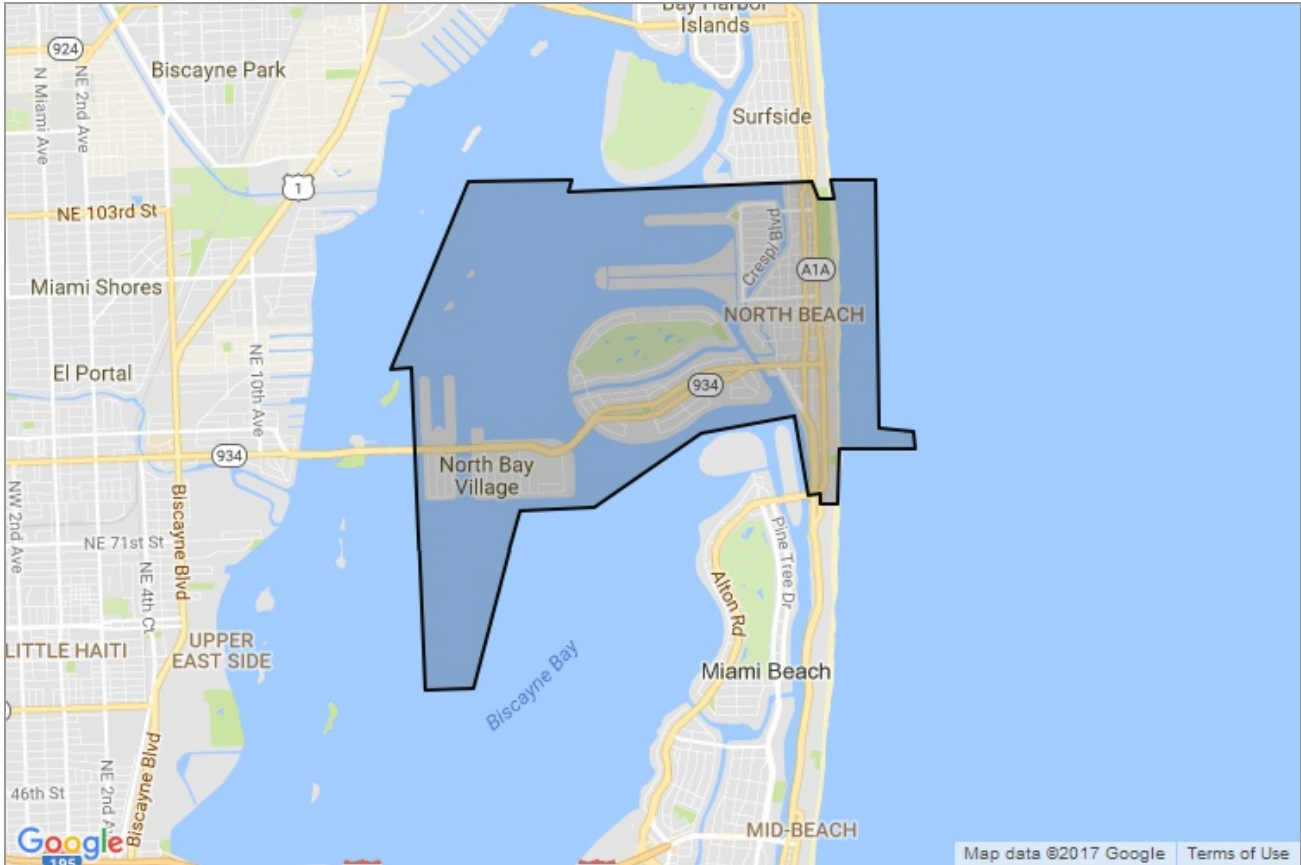 Bay Harbor
Islands
924
Biscayne Park
N Miami Ave
NE 2nd Ave
Surfside
1
NE 103rd St
Crespi Blvd
A1A
Miami Shores
NORTH BEACH
El Portal
NE 10th Ave
934
934
North Bay
Village
NW 2nd Ave
Biscayne Blvd
NE 71st St
NE 4th Ct
Pine Tree Dr
Alton Rd
LITTLE HAITI
UPPER
EAST SIDE
Miami Beach
Biscayne Bay
Biscayne Blvd
NE 2nd A
46th St
MID-BEACH
Google
195
Map data ©2017 Google
Terms of Use